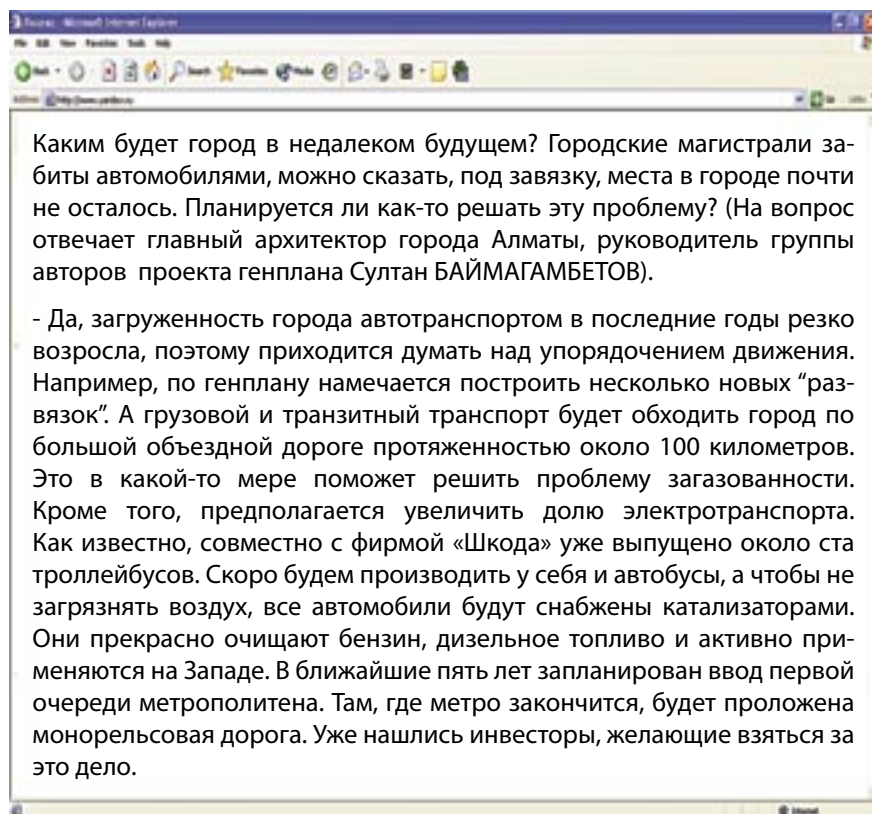 File Edit View Favorites Tools Help
Каким будет город в недалеком будущем? Городские магистрали за-
биты автомобилями, можно сказать, под завязку, места в городе почти
не осталось. Планируется ли как-то решать эту проблему? (На вопрос
отвечает главный архитектор города Алматы, руководитель группы
авторов проекта генплана Султан БАЙМАГАМБЕТОВ).
- Да, загруженность города автотранспортом в последние годы резко
возросла, поэтому приходится думать над упорядочением движения.
Например, по генплану намечается построить несколько новых “раз-
вязок”. А грузовой и транзитный транспорт будет обходить город по
большой объездной дороге протяженностью около 100 километров.
Это в какой-то мере поможет решить проблему загазованности.
Кроме того, предполагается увеличить долю электротранспорта.
Как известно, совместно с фирмой «Шкода» уже выпущено около ста
троллейбусов. Скоро будем производить у себя и автобусы, а чтобы не
загрязнять воздух, все автомобили будут снабжены катализаторами.
Они прекрасно очищают бензин, дизельное топливо и активно при-
меняются на Западе. В ближайшие пять лет запланирован ввод первой
очереди метрополитена. Там, где метро закончится, будет проложена
монорельсовая дорога. Уже нашлись инвесторы, желающие взяться за
это дело.
Internet